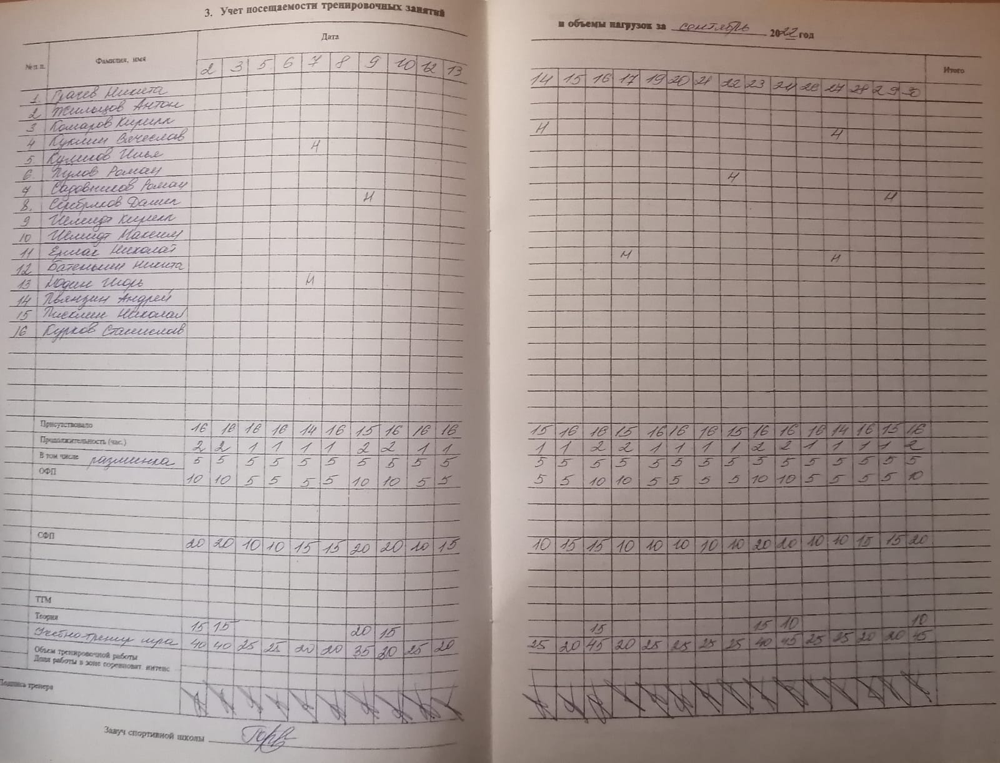 3. Учет посещаемости тренировочных занятий
и объемы нагрузок за сентябрь 2022 год
№ п.п. Фамилия, имя Дата Итого
2 3 5 6 7 8 9 10 12 13 14 15 16 17 19 20 21 22 23 24 26 27 28 29 30
1. Грачев Никита
2 Жильцов Антон
3 Комаров Кирилл Н Н
4 Куклин Вячеслав Н
5. Куликов Илья
6. Пулов Роман Н
7 Садовников Роман Н
8. Серебряков Данил Н
9 Шмидт Кирилл
10 Шмидт Максим
11 Ермак Николай Н Н
12 Батенькин Никита
13 Модин Игорь Н
14 Пьянзин Андрей
15 Пискин Николай
16 Курков Станислав
Присутствовало 16 16 16 16 14 16 15 16 16 16 15 16 16 15 16 16 16 15 16 16 16 14 16 15 16
Продолжительность (час.) 2 2 1 1 1 1 2 2 1 1 1 1 2 2 1 1 1 1 2 2 1 1 1 1 2
В том числе разминка 5 5 5 5 5 5 5 5 5 5 5 5 5 5 5 5 5 5 5 5 5 5 5 5 5
ОФП 10 10 5 5 5 5 10 10 5 5 5 5 10 10 5 5 5 5 10 10 5 5 5 5 10
СФП 20 20 10 10 15 15 20 20 10 15 10 15 15 10 10 10 10 10 20 20 10 10 15 15 20
ТТМ
Теория 15 15 20 15 15 15 10 10
Учебно-тренир игра 40 40 25 25 20 20 35 30 25 20 25 20 45 20 25 25 25 25 40 45 25 25 20 20 45
Объем тренировочной работы
Доля работы в зоне соревноват. интенс
Подпись тренера
Завуч спортивной школы